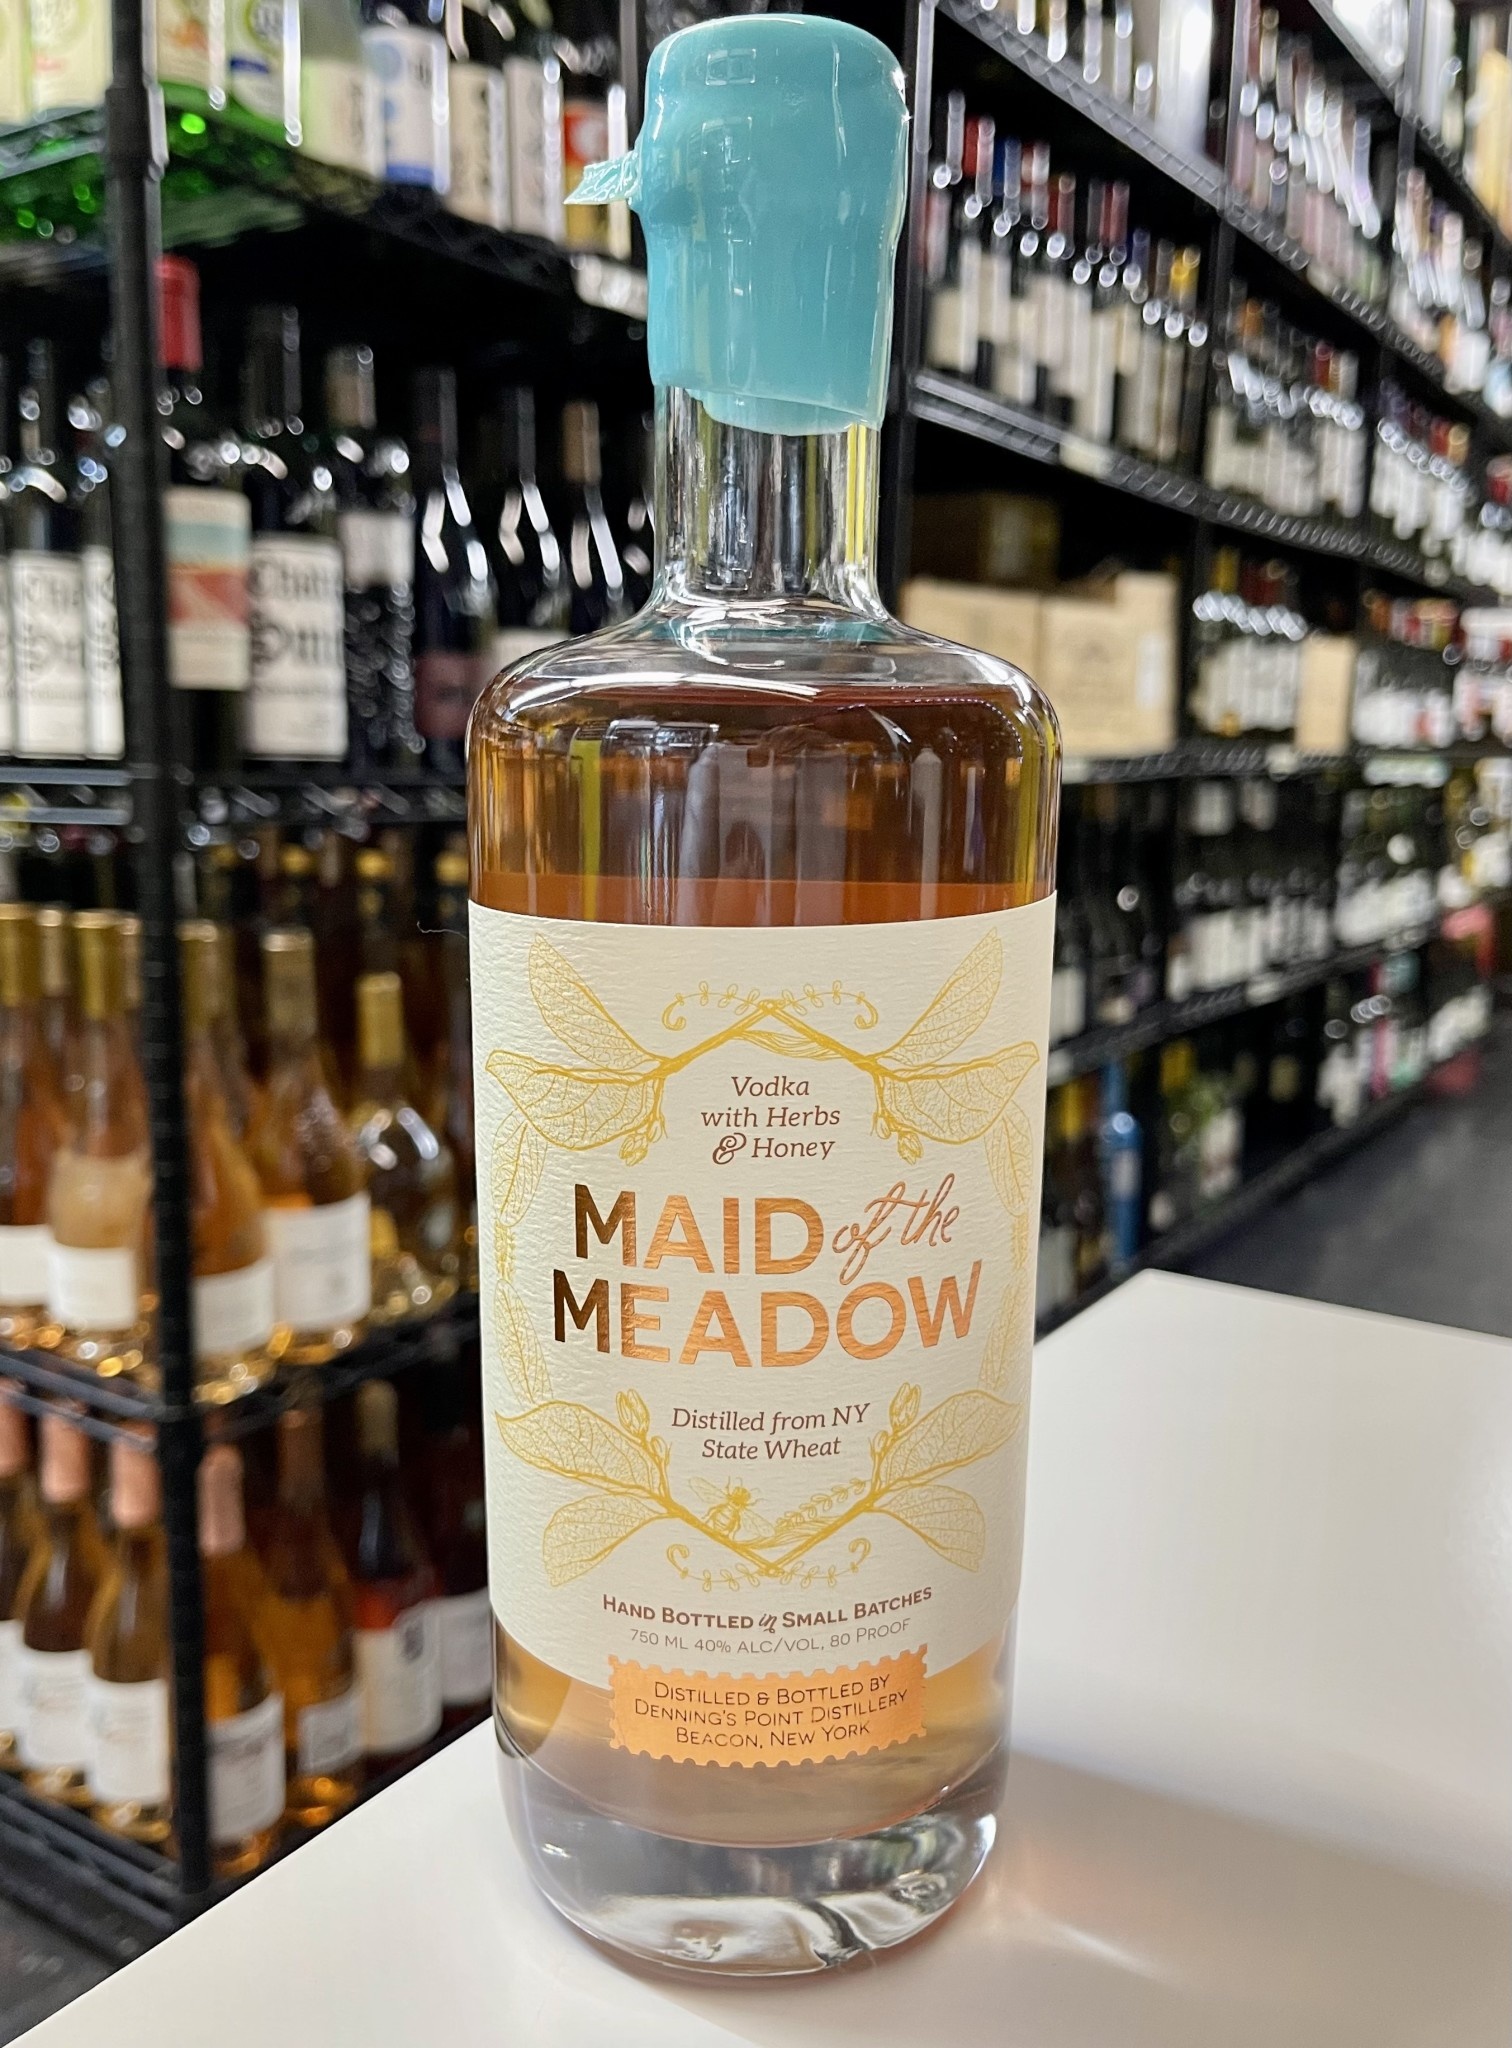 Vodka
with Herbs
& Honey
MAID of the
MEADOW
Distilled from NY
State Wheat
HAND BOTTLED in SMALL BATCHES
750 ML 40% ALC/VOL, 80 PROOF
DISTILLED & BOTTLED BY
DENNING'S POINT DISTILLERY
BEACON, NEW YORK